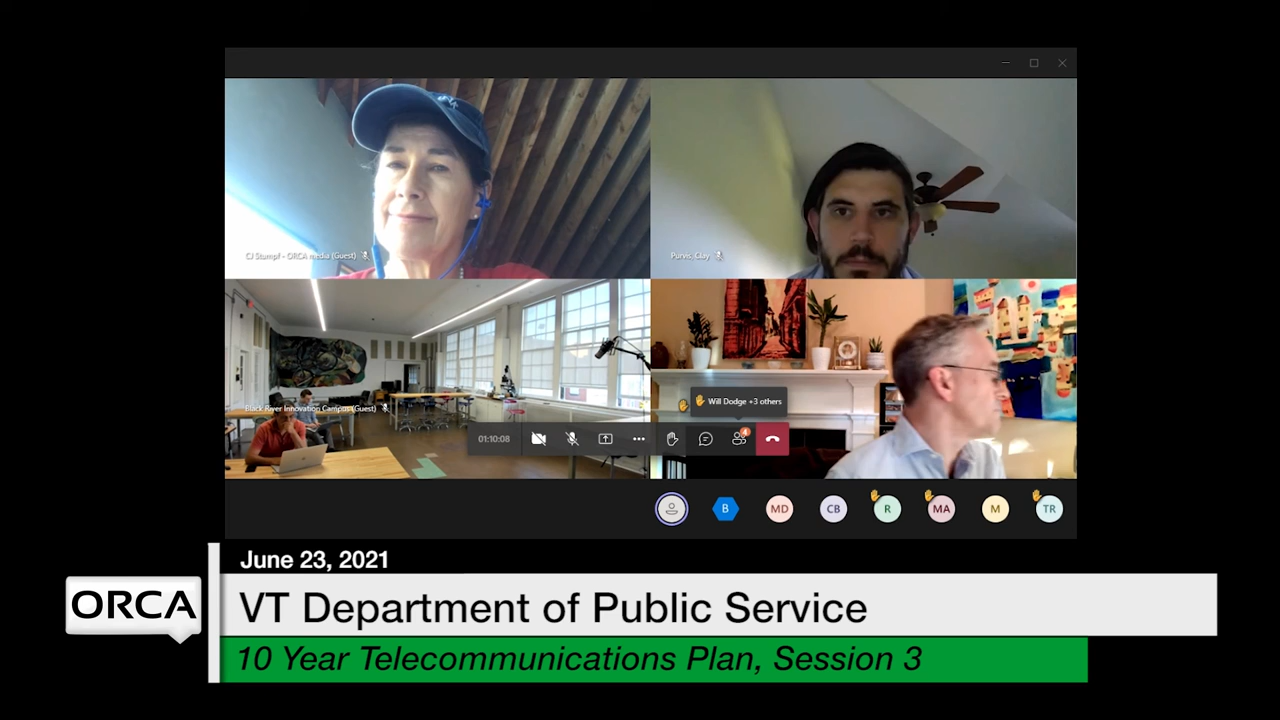 CJ Stumpf - ORCA media (Guest)
Purvis, Clay
Black River Innovation Campus (Guest)
Will Dodge +3 others
01:10:08
4
B
MD
CB
R
MA
M
TR
June 23, 2021
ORCA
VT Department of Public Service
10 Year Telecommunications Plan, Session 3